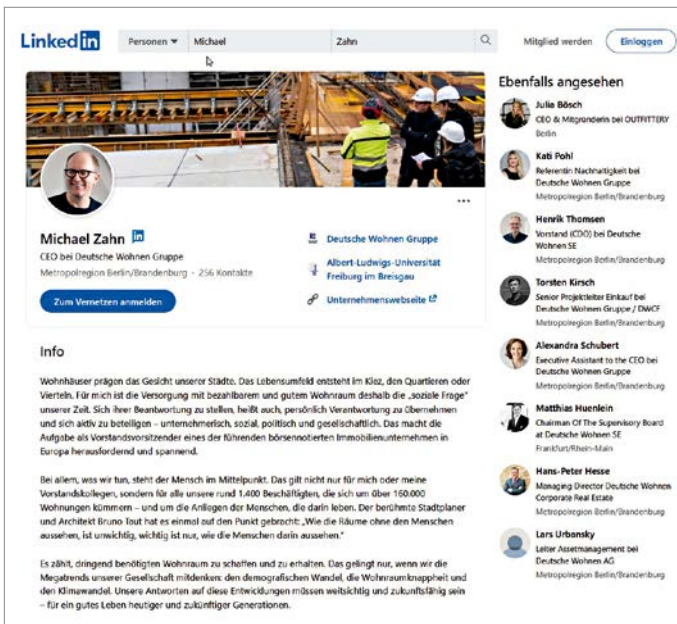 Linked in
Personen
Michael
Zahn
Mitglied werden
Einloggen
Michael Zahn in
CEO bei Deutsche Wohnen Gruppe
Metropolregion Berlin/Brandenburg · 256 Kontakte
Zum Vernetzen anmelden
Deutsche Wohnen Gruppe
Albert-Ludwigs-Universität
Freiburg im Breisgau
Unternehmenswebseite
Info
Wohnhäuser prägen das Gesicht unserer Städte. Das Lebensumfeld entsteht im Kiez, den Quartieren oder
Vierteln. Für mich ist die Versorgung mit bezahlbarem und gutem Wohnraum deshalb die „soziale Frage"
unserer Zeit. Sich ihrer Beantwortung zu stellen, heißt auch, persönlich Verantwortung zu übernehmen
und sich aktiv zu beteiligen – unternehmerisch, sozial, politisch und gesellschaftlich. Das macht die
Aufgabe als Vorstandsvorsitzender eines der führenden börsennotierten Immobilienunternehmen in
Europa herausfordernd und spannend.
Bei allem, was wir tun, steht der Mensch im Mittelpunkt. Das gilt nicht nur für mich oder meine
Vorstandskollegen, sondern für alle unsere rund 1.400 Beschäftigten, die sich um über 160.000
Wohnungen kümmern – und um die Anliegen der Menschen, die darin leben. Der berühmte Stadtplaner
und Architekt Bruno Taut hat es einmal auf den Punkt gebracht: „Wie die Räume ohne den Menschen
aussehen, ist unwichtig, wichtig ist nur, wie die Menschen darin aussehen."
Es zählt, dringend benötigten Wohnraum zu schaffen und zu erhalten. Das gelingt nur, wenn wir die
Megatrends unserer Gesellschaft mitdenken: den demografischen Wandel, die Wohnraumknappheit und
den Klimawandel. Unsere Antworten auf diese Entwicklungen müssen weitsichtig und zukunftsfähig sein
– für ein gutes Leben heutiger und zukünftiger Generationen.
Ebenfalls angesehen
Julia Bösch
CEO & Mitgründerin bei OUTFITTERY
Berlin
Kati Pohl
Referentin Nachhaltigkeit bei
Deutsche Wohnen Gruppe
Metropolregion Berlin/Brandenburg
Henrik Thomsen
Vorstand (CDO) bei Deutsche
Wohnen SE
Metropolregion Berlin/Brandenburg
Torsten Kirsch
Senior Projektleiter Einkauf bei
Deutsche Wohnen Gruppe / DWCF
Metropolregion Berlin/Brandenburg
Alexandra Schubert
Executive Assistant to the CEO bei
Deutsche Wohnen Gruppe
Metropolregion Berlin/Brandenburg
Matthias Huenlein
Chairman Of The Supervisory Board
at Deutsche Wohnen SE
Frankfurt/Rhein-Main
Hans-Peter Hesse
Managing Director Deutsche Wohnen
Corporate Real Estate
Metropolregion Berlin/Brandenburg
Lars Urbansky
Leiter Assetmanagement bei
Deutsche Wohnen AG
Metropolregion Berlin/Brandenburg